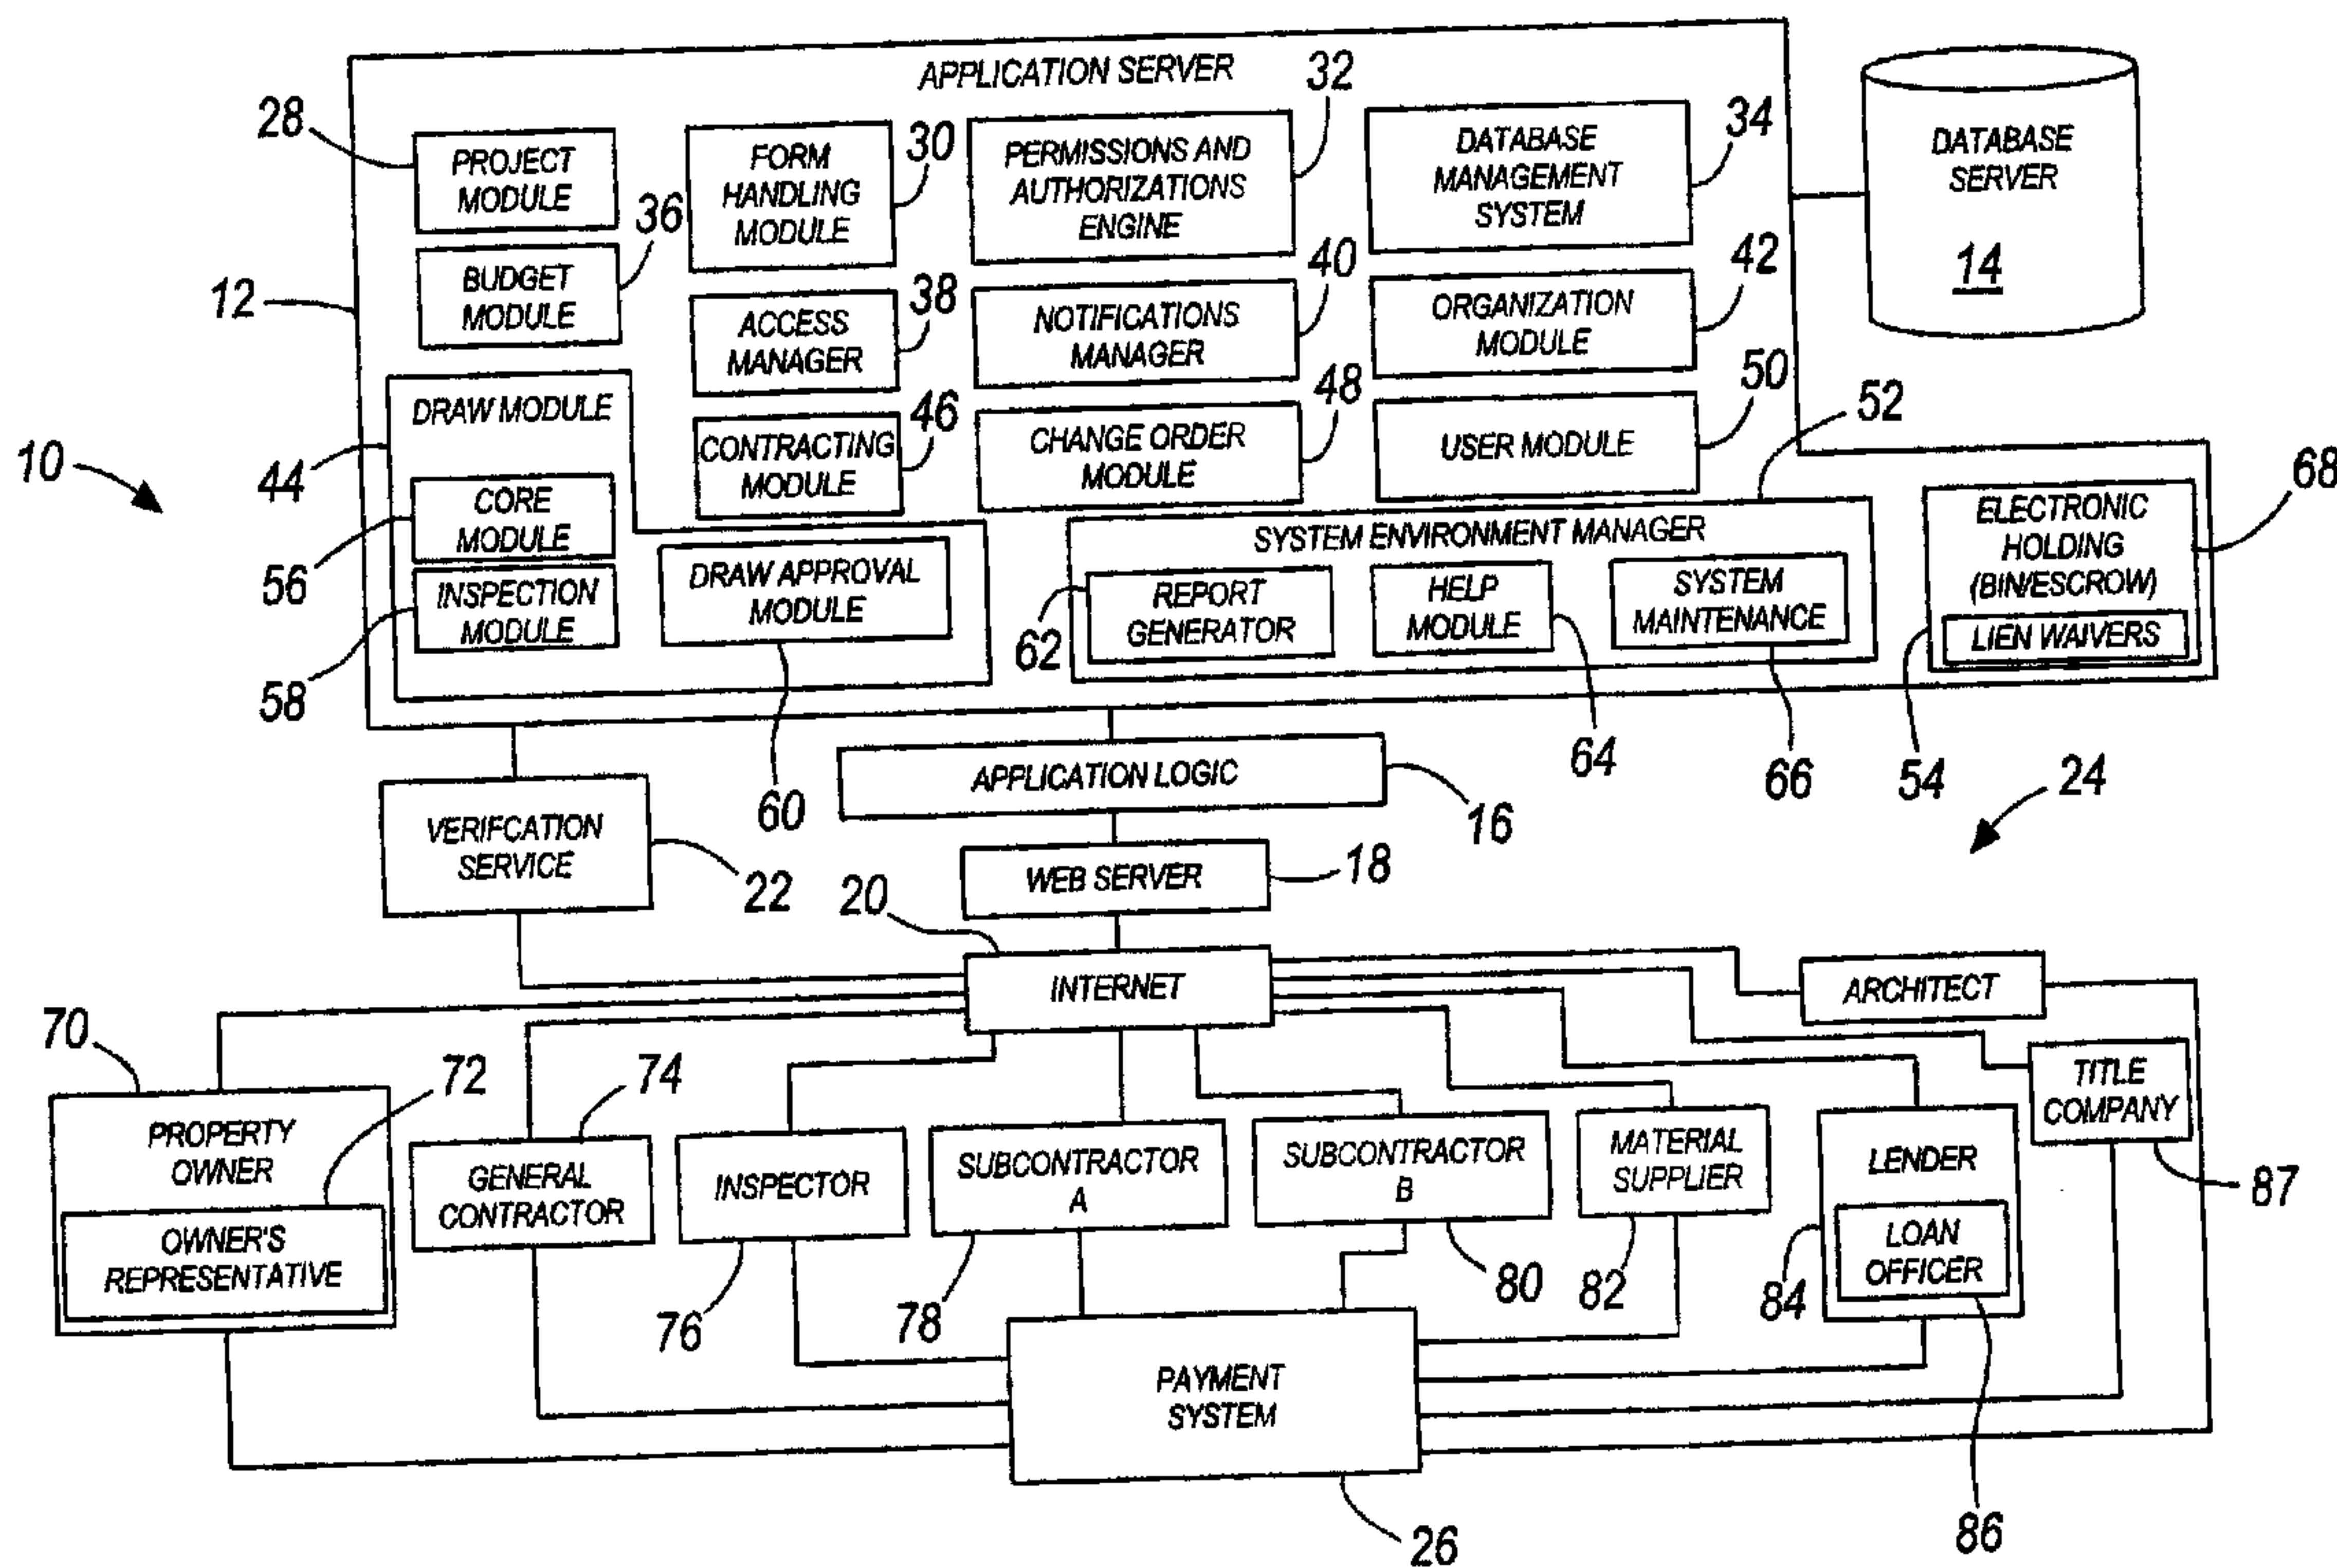 APPLICATION SERVER
28
PROJECT
MODULE
FORM
HANDLING
MODULE
30
PERMISSIONS AND
AUTHORIZATIONS
ENGINE
32
DATABASE
MANAGEMENT
SYSTEM
34
DATABASE
SERVER
14
12
BUDGET
MODULE
36
ACCESS
MANAGER
38
NOTIFICATIONS
MANAGER
40
ORGANIZATION
MODULE
42
10
44
DRAW MODULE
CONTRACTING
MODULE
46
CHANGE ORDER
MODULE
48
USER MODULE
50
52
56
CORE
MODULE
58
INSPECTION
MODULE
DRAW APPROVAL
MODULE
60
SYSTEM ENVIRONMENT MANAGER
62
REPORT
GENERATOR
HELP
MODULE
64
SYSTEM
MAINTENANCE
66
ELECTRONIC
HOLDING
(BIN/ESCROW)
68
LIEN WAIVERS
54
24
APPLICATION LOGIC
16
VERIFCATION
SERVICE
22
WEB SERVER
18
20
INTERNET
ARCHITECT
70
PROPERTY
OWNER
72
OWNER'S
REPRESENTATIVE
74
GENERAL
CONTRACTOR
INSPECTOR
76
SUBCONTRACTOR
A
78
SUBCONTRACTOR
B
80
MATERIAL
SUPPLIER
82
LENDER
84
LOAN
OFFICER
86
TITLE
COMPANY
87
PAYMENT
SYSTEM
26